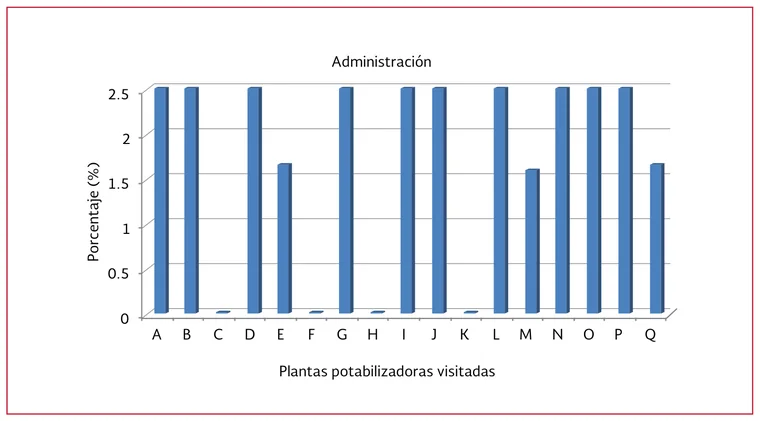 Administración
2.5
2
1.5
1
0.5
0
Porcentaje (%)
A B C D E F G H I J K L M N O P Q
Plantas potabilizadoras visitadas